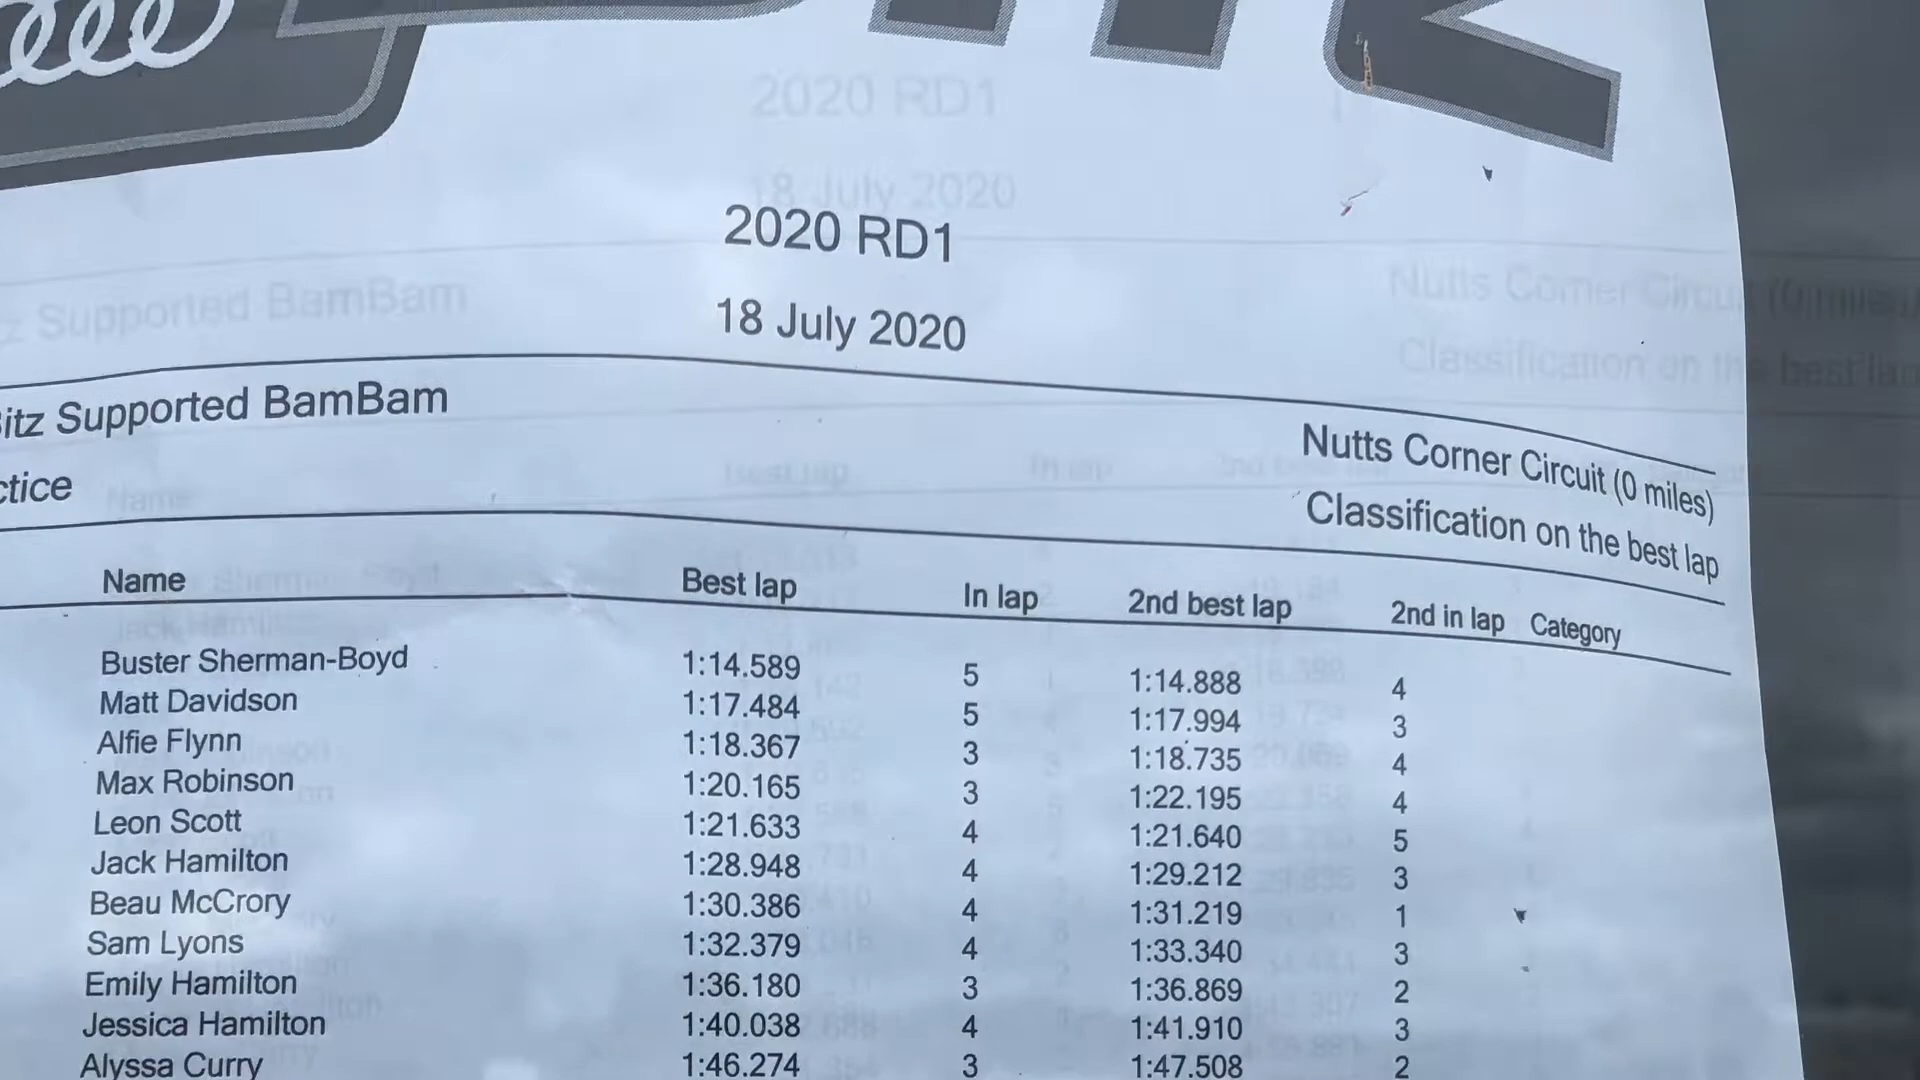 2020 RD1
18 July 2020
itz Supported BamBam
Nutts Corner Circuit (0 miles)
ctice
Classification on the best lap
Name Best lap In lap 2nd best lap 2nd in lap Category
Buster Sherman-Boyd 1:14.589 5 1:14.888 4
Matt Davidson 1:17.484 5 1:17.994 3
Alfie Flynn 1:18.367 3 1:18.735 4
Max Robinson 1:20.165 3 1:22.195 4
Leon Scott 1:21.633 4 1:21.640 5
Jack Hamilton 1:28.948 4 1:29.212 3
Beau McCrory 1:30.386 4 1:31.219 1
Sam Lyons 1:32.379 4 1:33.340 3
Emily Hamilton 1:36.180 3 1:36.869 2
Jessica Hamilton 1:40.038 4 1:41.910 3
Alyssa Curry 1:46.274 3 1:47.508 2